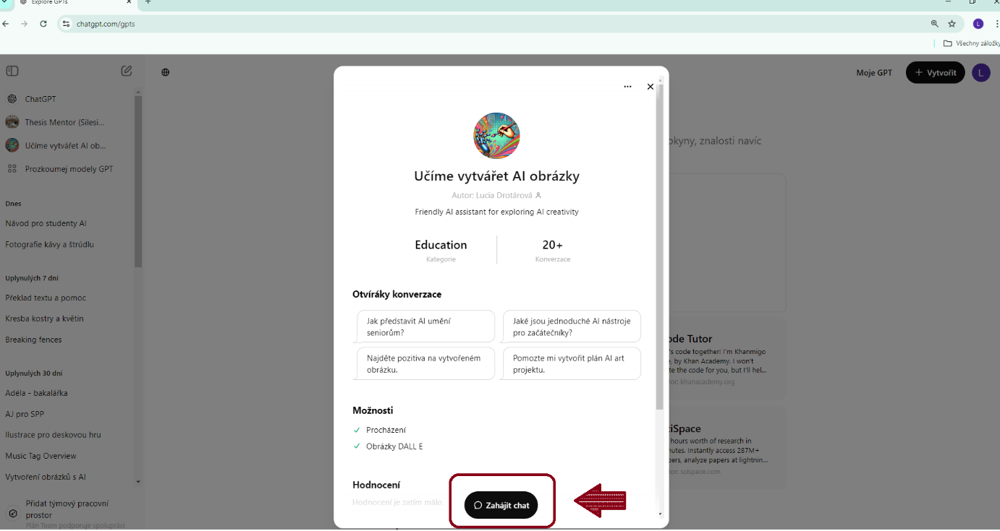 Explore GPTs
chatgpt.com/gpts
L
Všechny záložky
ChatGPT
Thesis Mentor (Silesi...
Učíme vytvářet AI ob...
Prozkoumej modely GPT
Dnes
Návod pro studenty AI
Fotografie kávy a štrúdlu
Uplynulých 7 dní
Překlad textu a pomoc
Kresba kostry a květin
Breaking fences
Uplynulých 30 dní
Adéla - bakalářka
AJ pro SPP
Ilustrace pro deskovou hru
Music Tag Overview
Vytvoření obrázků s AI
Přidat týmový pracovní
prostor
Plán Team podporuje spolupráci
Moje GPT
+ Vytvořit
L
Učíme vytvářet AI obrázky
Autor: Lucia Drotárová
Friendly AI assistant for exploring AI creativity
Education
Kategorie
20+
Konverzace
Otvíráky konverzace
Jak představit AI umění
seniorům?
Jaké jsou jednoduché AI nástroje
pro začátečníky?
Najděte pozitiva na vytvořeném
obrázku.
Pomozte mi vytvořit plán AI art
projektu.
Možnosti
Procházení
Obrázky DALL E
Hodnocení
Hodnocení je zatím málo.
Zahájit chat
okyny, znalosti navíc
ode Tutor
's code together! I'm Khanmigo
, by Khan Academy. I won't
te the code for you, but I'll hel...
tor: khanacademy.org
ciSpace
hours worth of research in
nutes. Instantly access 287M+
pers, analyze papers at lightnin...
tor: scispace.com